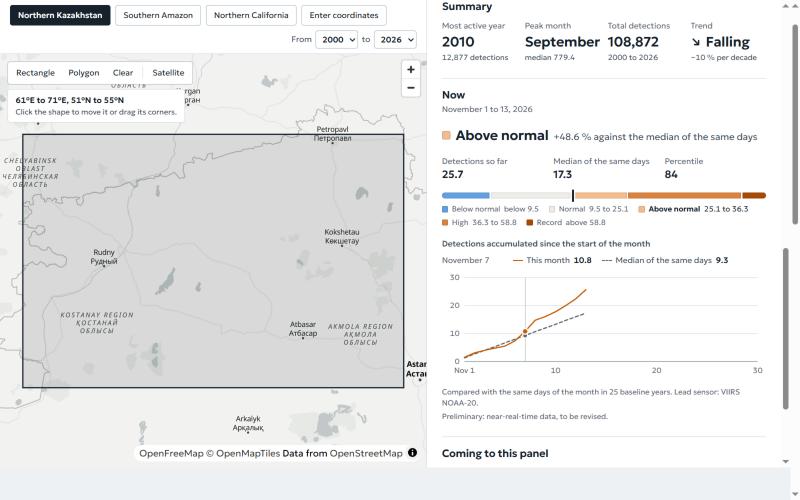 Northern Kazakhstan
Southern Amazon
Northern California
Enter coordinates
From 2000 to 2026
Rectangle Polygon Clear Satellite
61°E to 71°E, 51°N to 55°N
Click the shape to move it or drag its corners.
Petropavl
Петропавл
CHELYABINSK
OBLAST
ЧЕЛЯБИНСКАЯ
ОБЛАСТЬ
Kokshetau
Көкшетау
Rudny
Рудный
KOSTANAY REGION
ҚОСТАНАЙ
ОБЛЫСЫ
Atbasar
Атбасар
AKMOLA REGION
АҚМОЛА
ОБЛЫСЫ
Arkalyk
Арқалық
OpenFreeMap © OpenMapTiles Data from OpenStreetMap
Summary
Most active year Peak month Total detections Trend
2010 September 108,872 ↘ Falling
12,877 detections median 779.4 2000 to 2026 −10 % per decade
Now
November 1 to 13, 2026
Above normal +48.6 % against the median of the same days
Detections so far Median of the same days Percentile
25.7 17.3 84
Below normal below 9.5 Normal 9.5 to 25.1 Above normal 25.1 to 36.3
High 36.3 to 58.8 Record above 58.8
Detections accumulated since the start of the month
November 7 This month 10.8 Median of the same days 9.3
30
20
10
0
Nov 1 10 20 30
Compared with the same days of the month in 25 baseline years. Lead sensor: VIIRS
NOAA-20.
Preliminary: near-real-time data, to be revised.
Coming to this panel